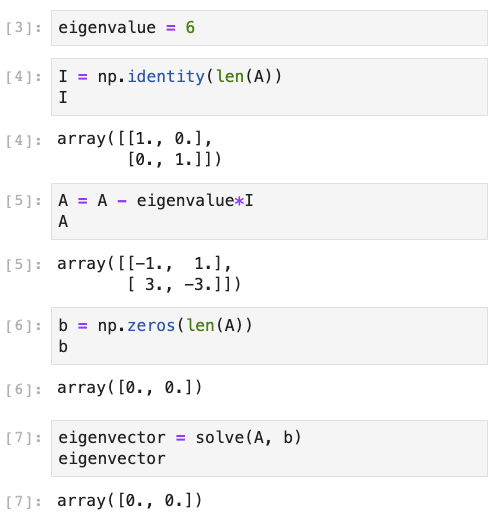 [3]: eigenvalue = 6
[4]: I = np.identity(len(A))
I
[4]: array([[1., 0.],
[0., 1.]])
[5]: A = A - eigenvalue*I
A
[5]: array([[-1., 1.],
[ 3., -3.]])
[6]: b = np.zeros(len(A))
b
[6]: array([0., 0.])
[7]: eigenvector = solve(A, b)
eigenvector
[7]: array([0., 0.])